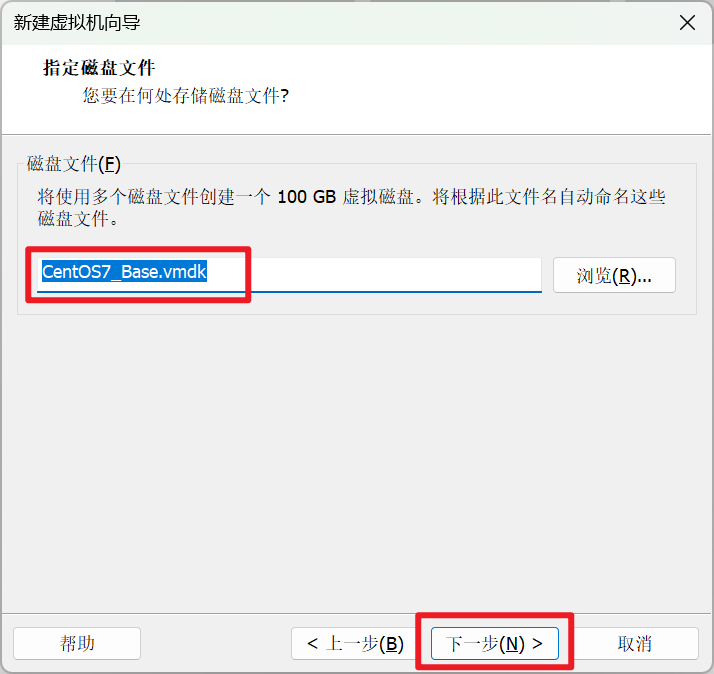 新建虚拟机向导
指定磁盘文件
您要在何处存储磁盘文件?
磁盘文件(F)
将使用多个磁盘文件创建一个 100 GB 虚拟磁盘。将根据此文件名自动命名这些
磁盘文件。
CentOS7_Base.vmdk
浏览(R)...
帮助
< 上一步(B)
下一步(N) >
取消